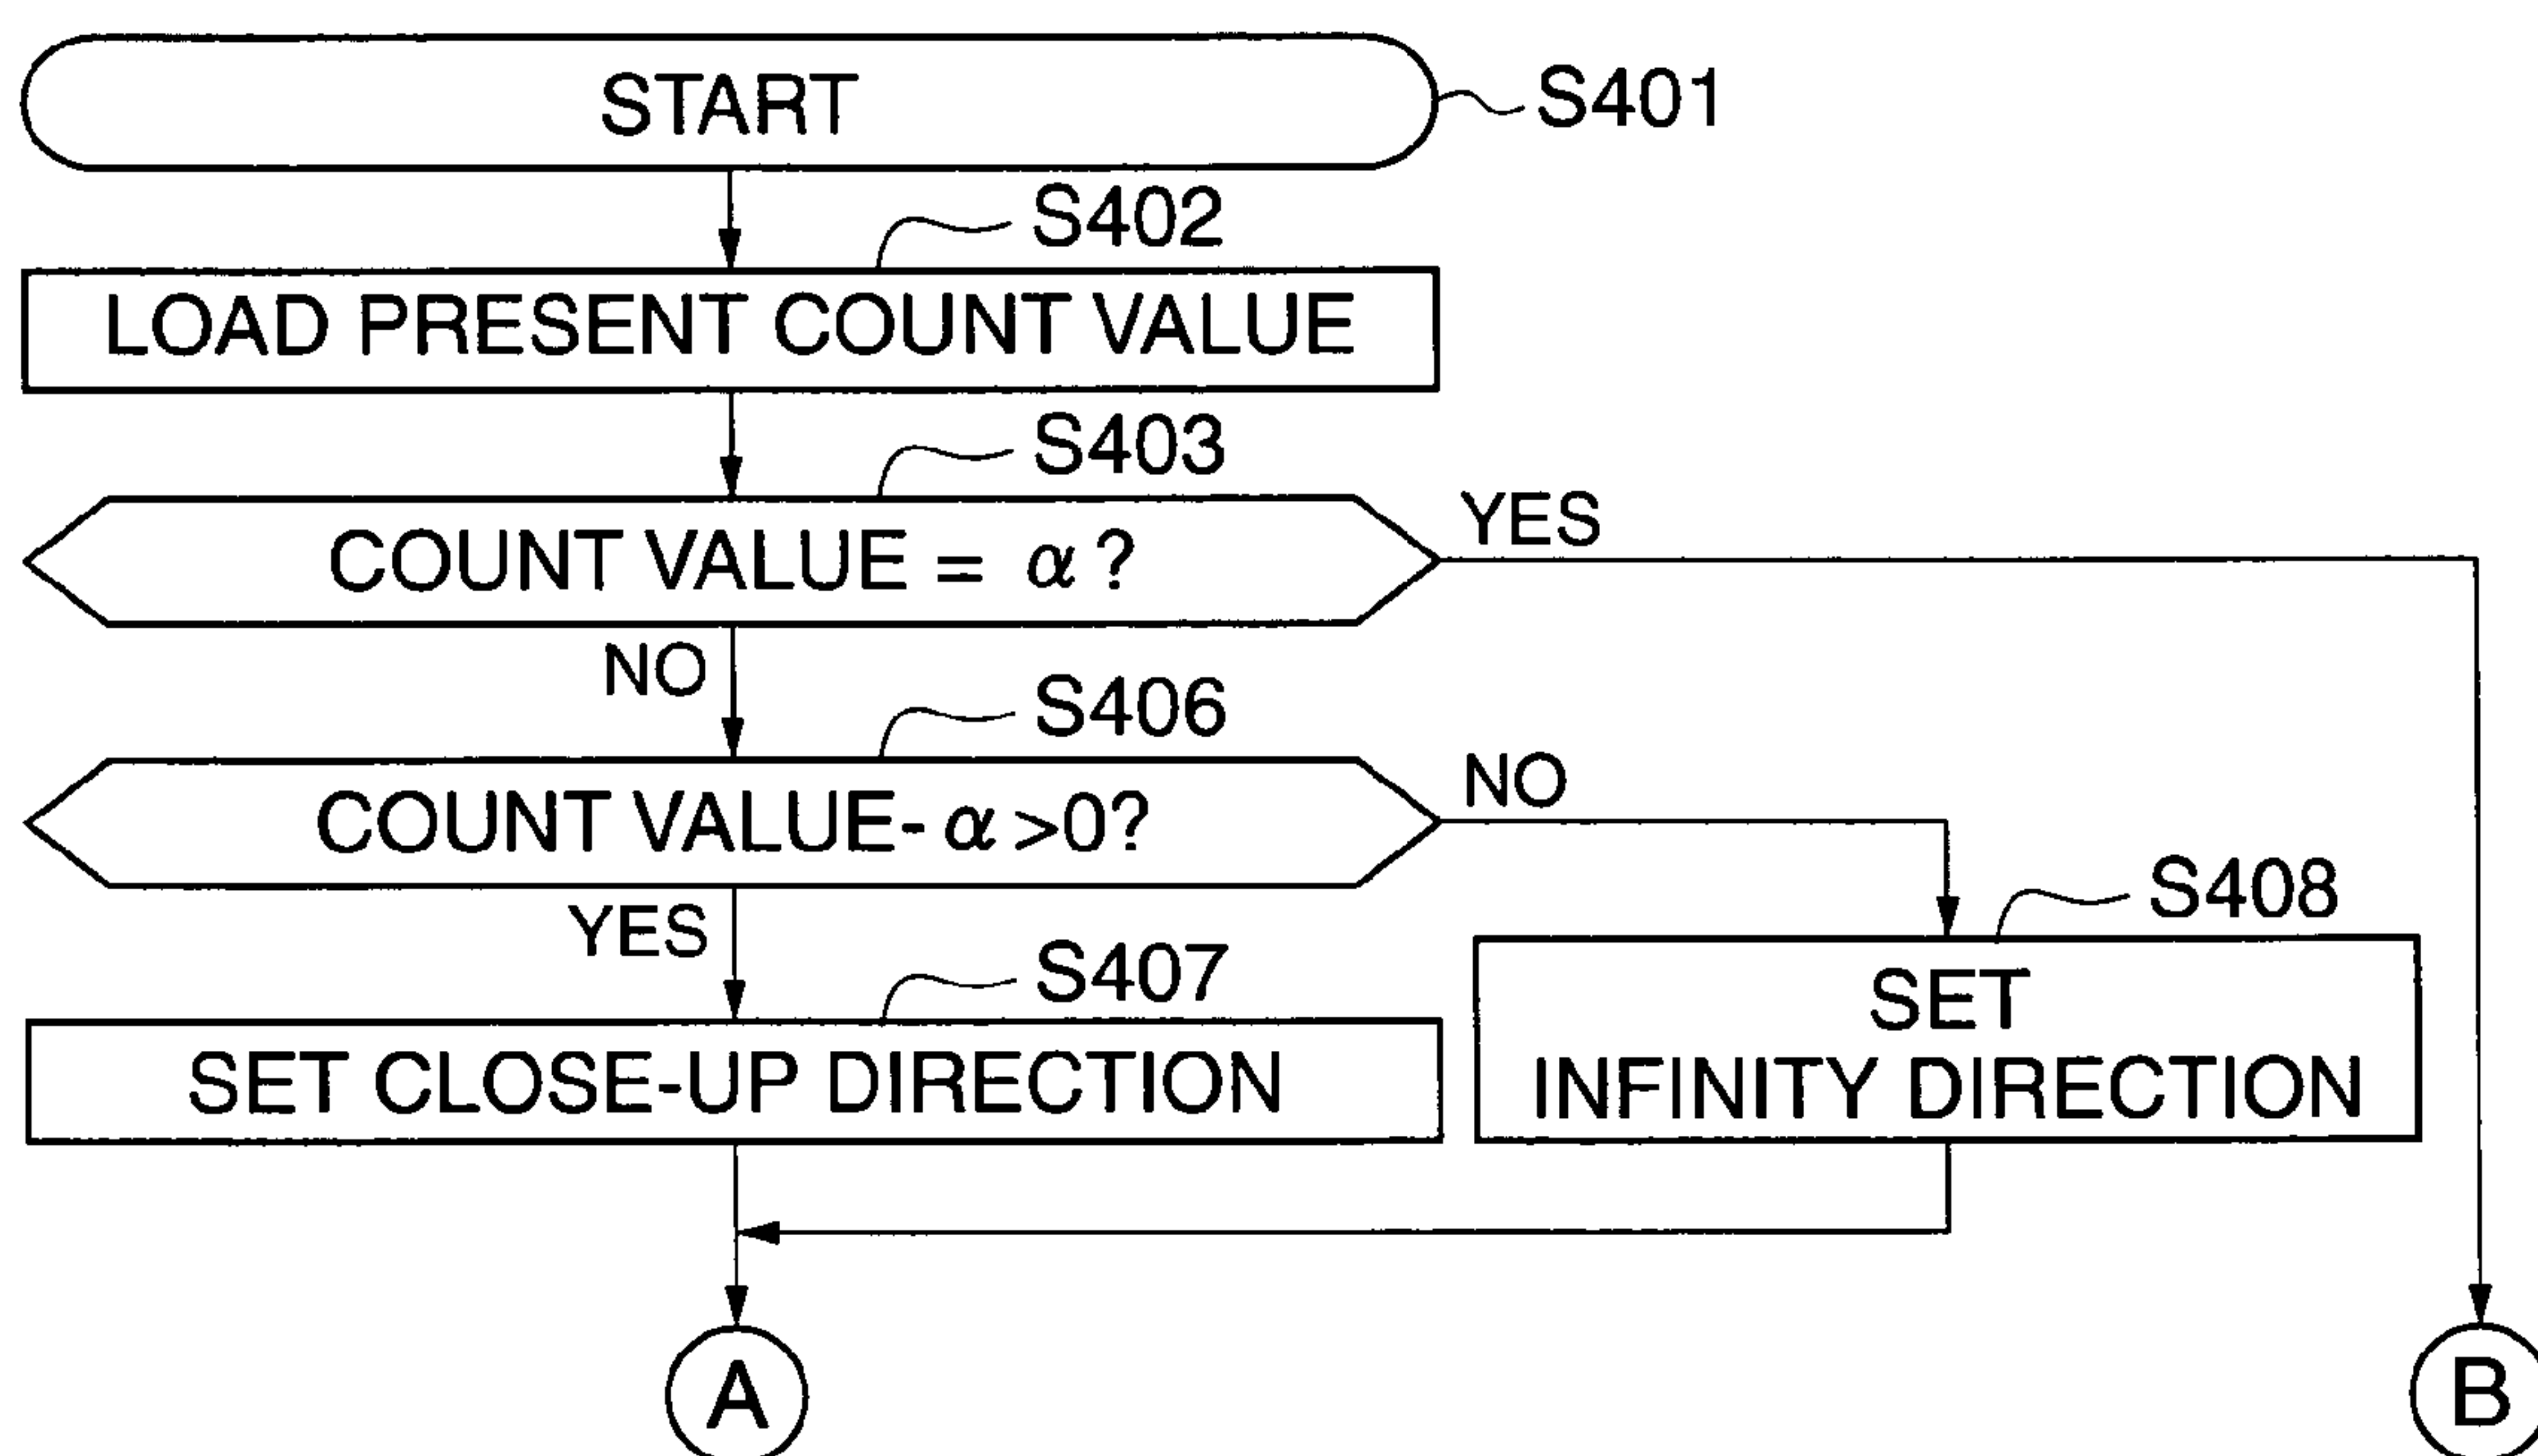 START
S401
S402
LOAD PRESENT COUNT VALUE
S403
COUNT VALUE = α ?
YES
NO
S406
COUNT VALUE- α >0?
NO
YES
S408
S407
SET
INFINITY DIRECTION
SET CLOSE-UP DIRECTION
A
B